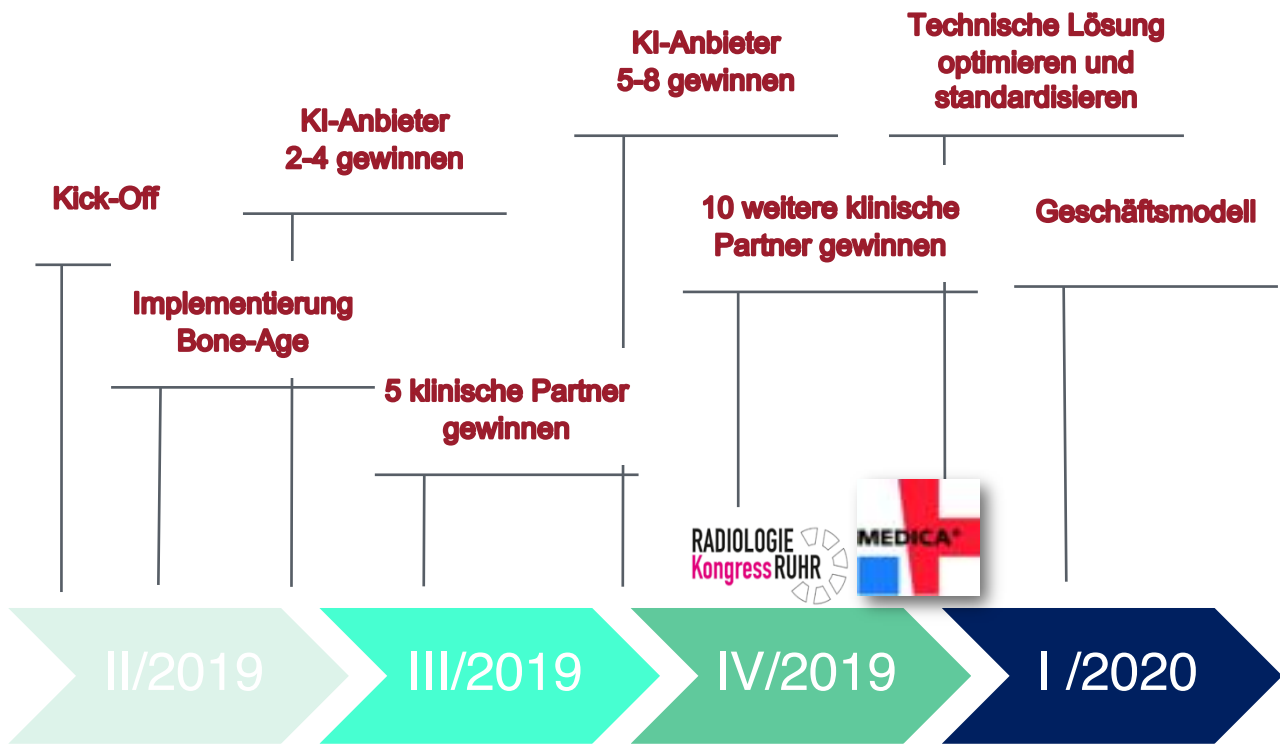 Technische Lösung
optimieren und
standardisieren
KI-Anbieter
5-8 gewinnen
KI-Anbieter
2-4 gewinnen
Kick-Off
10 weitere klinische
Partner gewinnen
Geschäftsmodell
Implementierung
Bone-Age
5 klinische Partner
gewinnen
RADIOLOGIE
Kongress RUHR
MEDICA®
II/2019
III/2019
IV/2019
I /2020